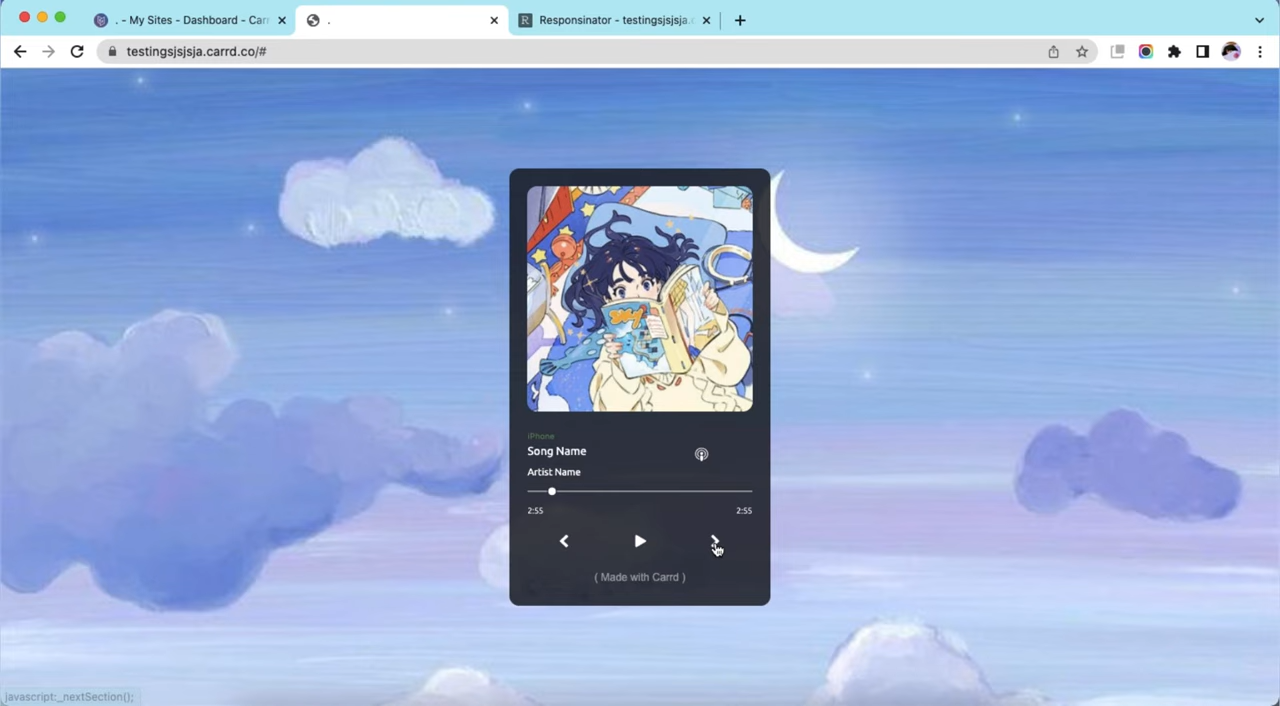 . - My Sites - Dashboard - Carr
.
Responsinator - testingsjsjsja.c
testingsjsjsja.carrd.co/#
SKY
iPhone
Song Name
Artist Name
2:55
2:55
( Made with Carrd )
javascript:_nextSection();